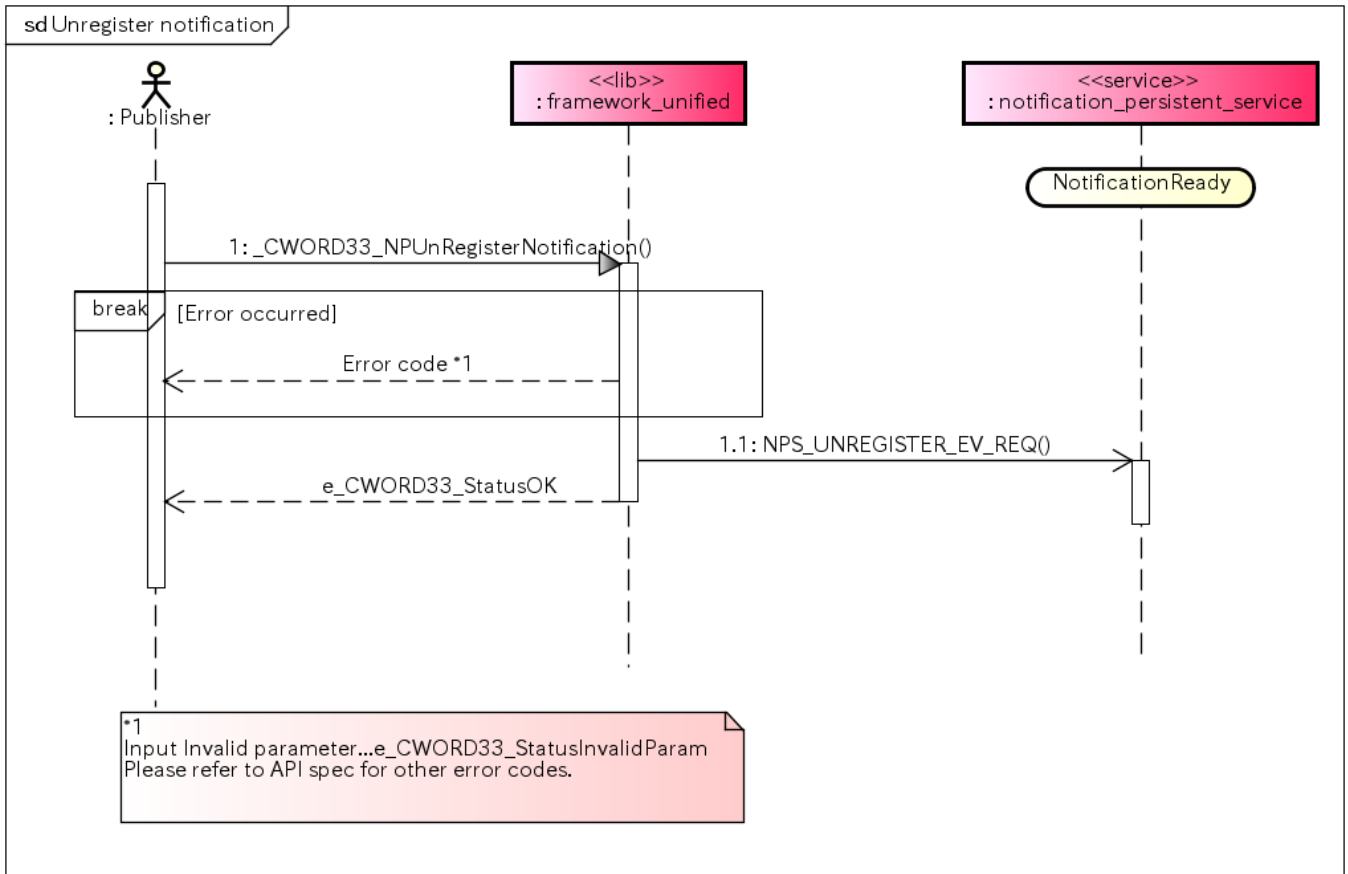 sd Unregister notification
: Publisher
<<lib>>
: framework_unified
<<service>>
: notification_persistent_service
NotificationReady
1: _CWORD33_NPUnRegisterNotification()
break
[Error occurred]
Error code *1
1.1: NPS_UNREGISTER_EV_REQ()
e_CWORD33_StatusOK
*1
Input Invalid parameter...e_CWORD33_StatusInvalidParam
Please refer to API spec for other error codes.